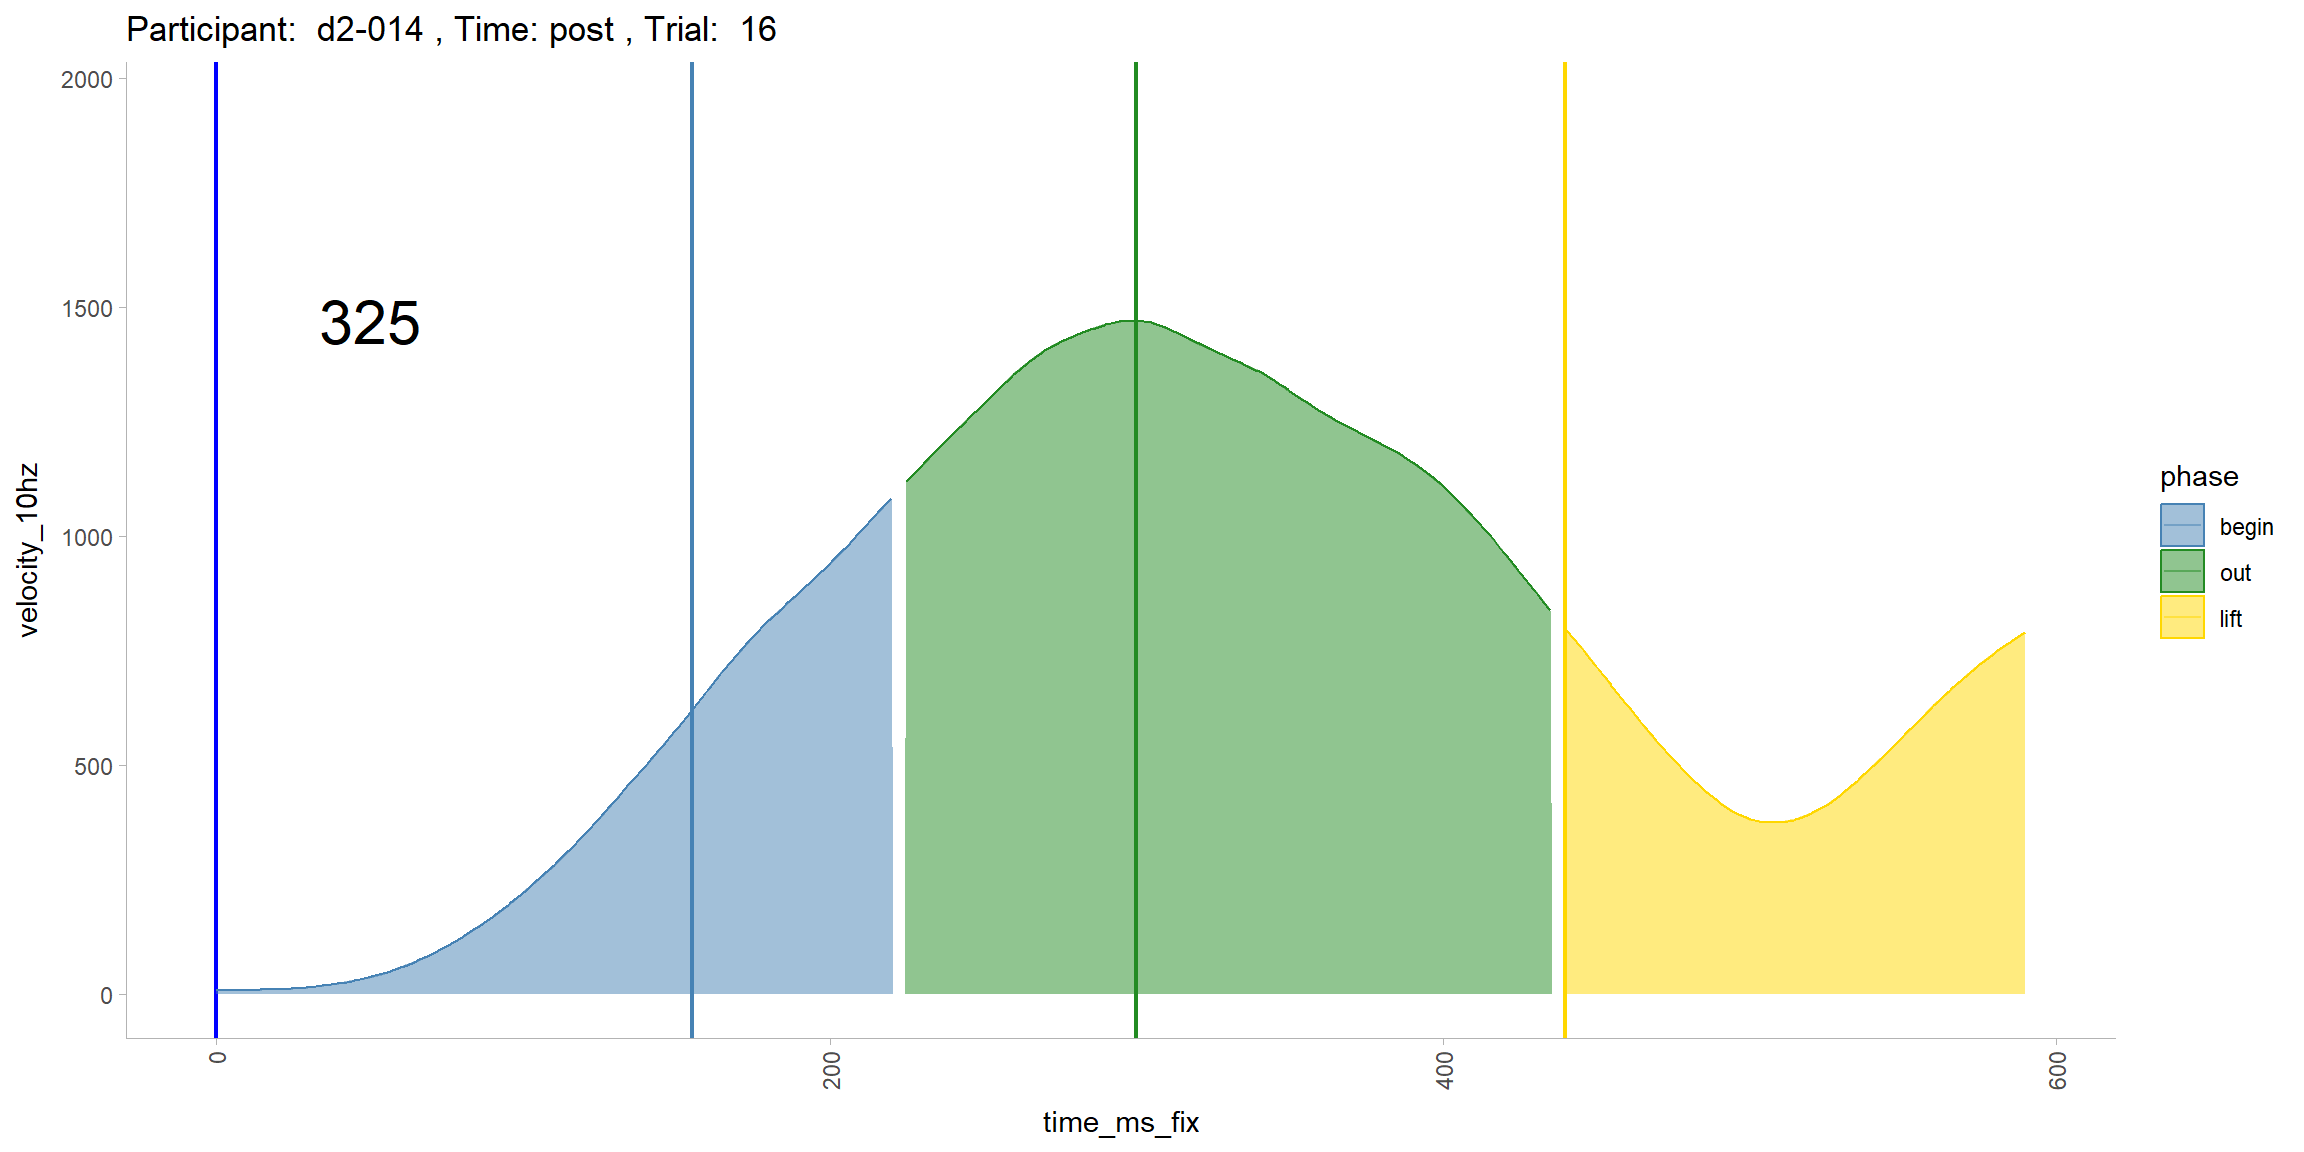 Participant:  d2-014 , Time: post , Trial:  16
2000
1500
1000
500
0
325
velocity_10hz
0
200
400
600
time_ms_fix
phase
begin
out
lift